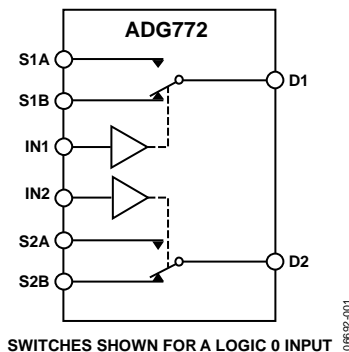 ADG772
S1A
D1
S1B
IN1
IN2
S2A
D2
S2B
SWITCHES SHOWN FOR A LOGIC 0 INPUT
06692-001